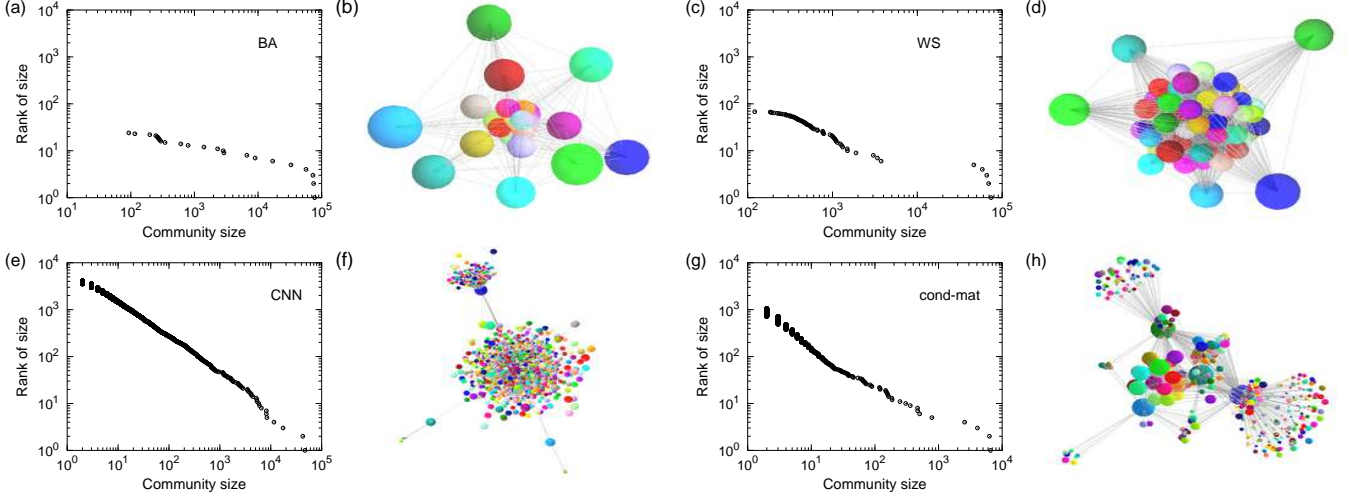 (a)
10^4
10^3
10^2
10^1
10^0
Rank of size
BA
10^1 10^2 10^3 10^4 10^5
Community size
(b)
(c)
10^4
10^3
10^2
10^1
10^0
Rank of size
WS
10^2 10^3 10^4 10^5
Community size
(d)
(e)
10^4
10^3
10^2
10^1
10^0
Rank of size
CNN
10^0 10^1 10^2 10^3 10^4 10^5
Community size
(f)
(g)
10^4
10^3
10^2
10^1
10^0
Rank of size
cond-mat
10^0 10^1 10^2 10^3 10^4
Community size
(h)